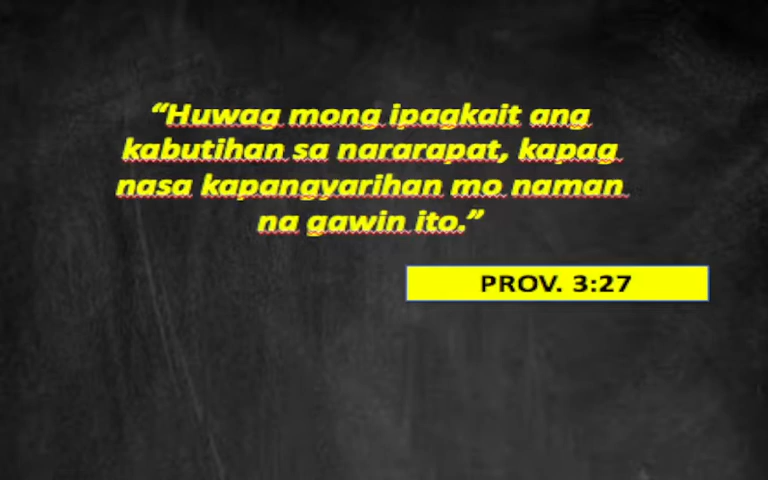 “Huwag mong ipagkait ang
kabutihan sa nararapat, kapag
nasa kapangyarihan mo naman
na gawin ito.”
PROV. 3:27